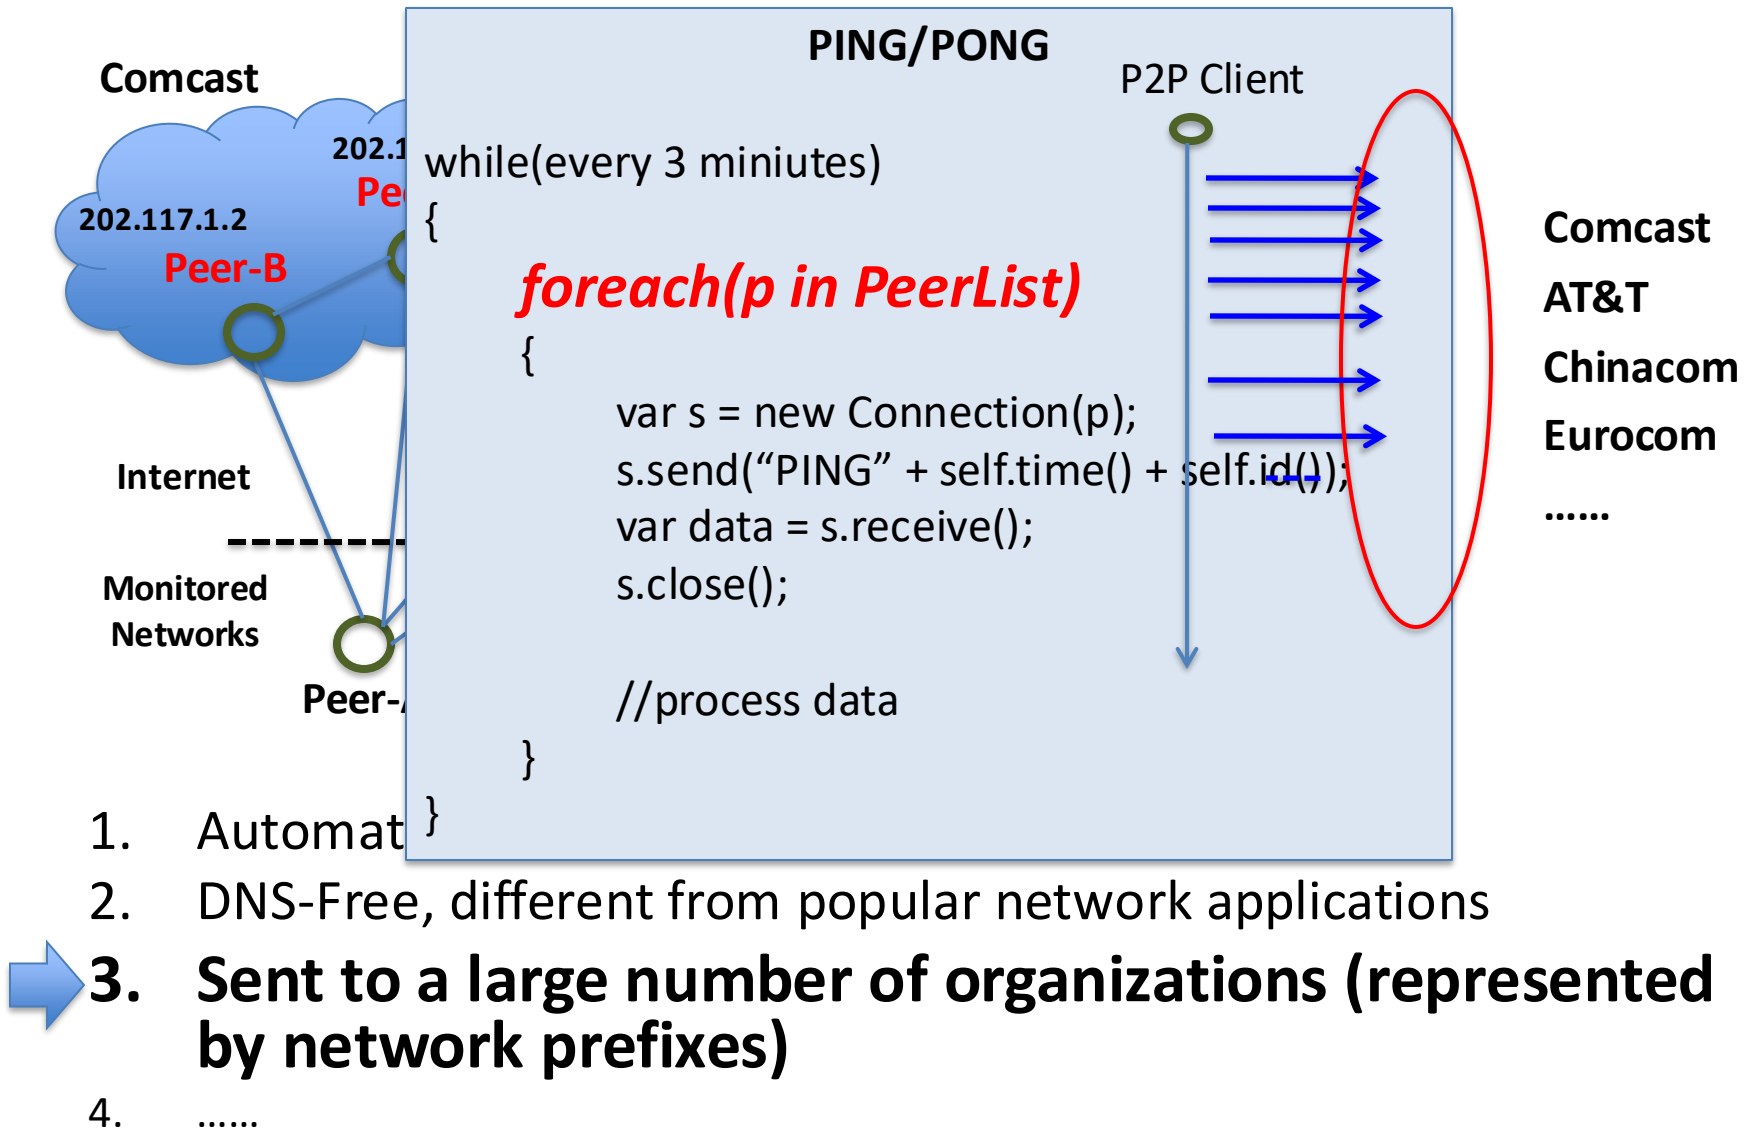 PING/PONG
Comcast
P2P Client
202.1
Pe
while(every 3 miniutes)
{
202.117.1.2
Peer-B
foreach(p in PeerList)
{
var s = new Connection(p);
s.send(“PING” + self.time() + self.id());
var data = s.receive();
s.close();
//process data
}
}
Comcast
AT&T
Chinacom
Eurocom
......
Internet
Monitored
Networks
Peer-
1. Automat
2. DNS-Free, different from popular network applications
3. Sent to a large number of organizations (represented
by network prefixes)
4. ......